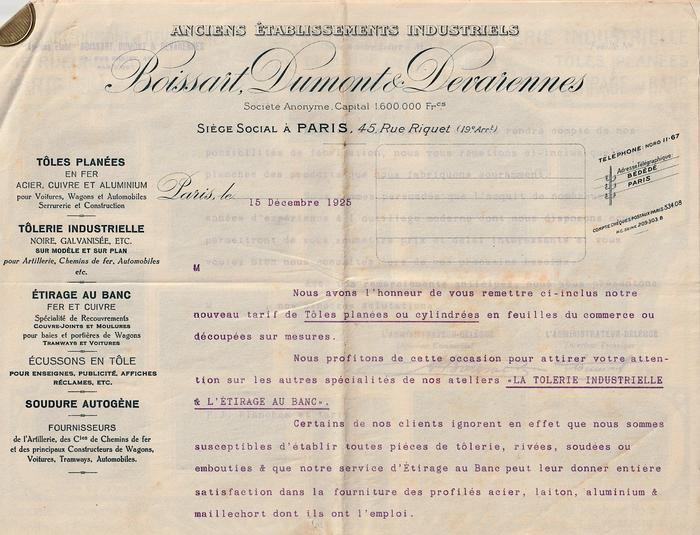 ANCIENS ÉTABLISSEMENTS INDUSTRIELS
Boissart, Dumont & Devarennes
Société Anonyme, Capital 1.600.000 Frcs
SIÈGE SOCIAL À PARIS, 45, Rue Riquet (19e Arrt)
TÉLÉPHONE: NORD 11-67
Adresse Télégraphique:
BÉDÉDÉ
PARIS
COMPTE CHÈQUES POSTAUX PARIS 534.08
R.C. SEINE 209.303 B
TÔLES PLANÉES
EN FER
ACIER, CUIVRE ET ALUMINIUM
pour Voitures, Wagons et Automobiles
Serrurerie et Construction
TÔLERIE INDUSTRIELLE
NOIRE, GALVANISÉE, ETC.
SUR MODÈLE ET SUR PLAN
pour Artillerie, Chemins de fer, Automobiles
etc.
ÉTIRAGE AU BANC
FER ET CUIVRE
Spécialité de Recouvrements
COUVRE-JOINTS ET MOULURES
pour baies et portières de Wagons
TRAMWAYS ET VOITURES
ÉCUSSONS EN TÔLE
POUR ENSEIGNES, PUBLICITÉ, AFFICHES
RÉCLAMES, ETC.
SOUDURE AUTOGÈNE
FOURNISSEURS
de l'Artillerie, des Cies de Chemins de fer
et des principaux Constructeurs de Wagons,
Voitures, Tramways, Automobiles.
Paris, le 15 Décembre 1925
M
Nous avons l'honneur de vous remettre ci-inclus notre
nouveau tarif de Tôles planées ou cylindrées en feuilles du commerce ou
découpées sur mesures.
Nous profitons de cette occasion pour attirer votre atten-
tion sur les autres spécialités de nos ateliers "LA TOLERIE INDUSTRIELLE
& L'ÉTIRAGE AU BANC".
Certains de nos clients ignorent en effet que nous sommes
susceptibles d'établir toutes pièces de tôlerie, rivées, soudées ou
embouties & que notre service d'Étirage au Banc peut leur donner entière
satisfaction dans la fourniture des profilés acier, laiton, aluminium &
maillechort dont ils ont l'emploi.